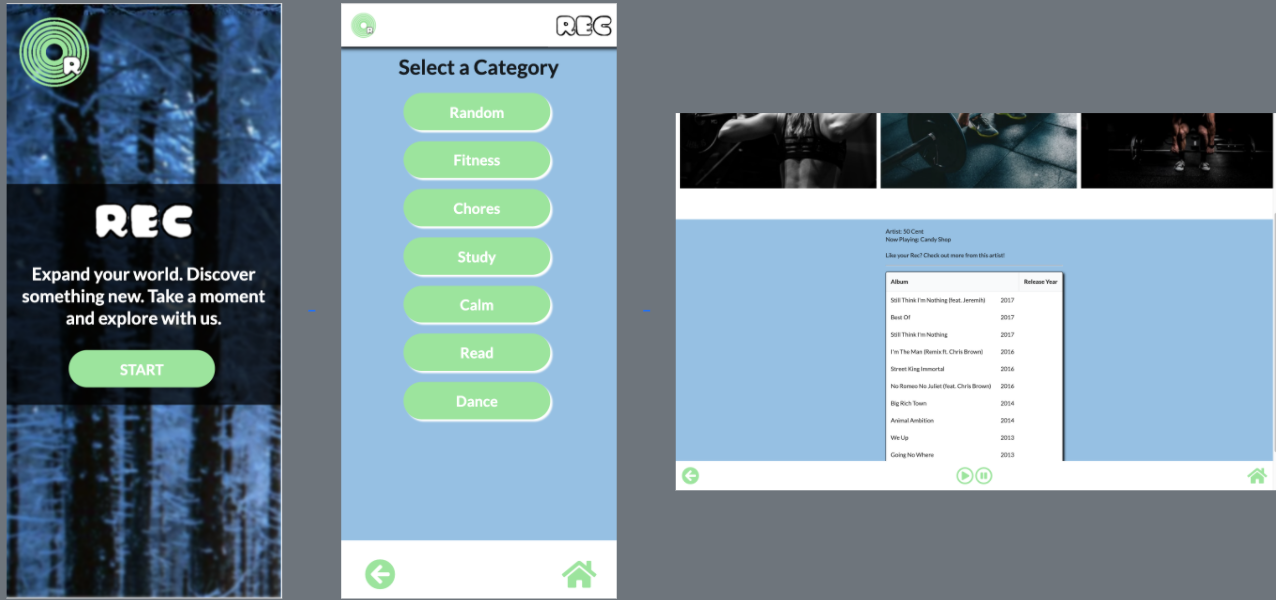 R
REC
Expand your world. Discover
something new. Take a moment
and explore with us.
START
R
REC
Select a Category
Random
Fitness
Chores
Study
Calm
Read
Dance
Artist: 50 Cent
Now Playing: Candy Shop
Like your Rec? Check out more from this artist!
Album Release Year
Still Think I'm Nothing (feat. Jeremih) 2017
Best Of 2017
Still Think I'm Nothing 2017
I'm The Man (Remix ft. Chris Brown) 2016
Street King Immortal 2016
No Romeo No Juliet (feat. Chris Brown) 2016
Big Rich Town 2014
Animal Ambition 2014
We Up 2013
Going No Where 2013